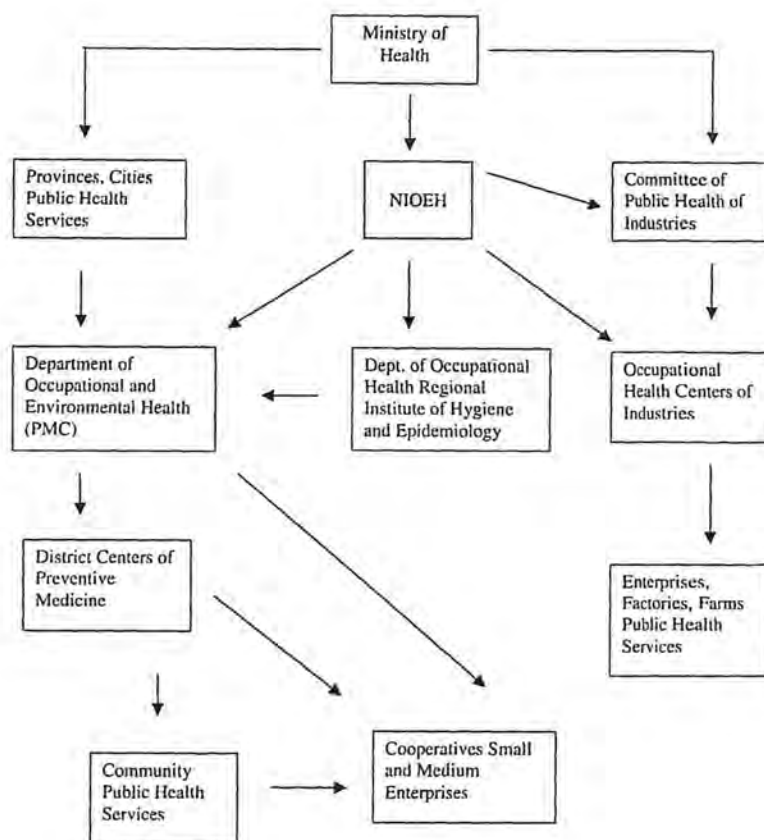 Ministry of
Health
Provinces, Cities
Public Health
Services
NIOEH
Committee of
Public Health of
Industries
Department of
Occupational and
Environmental Health
(PMC)
Dept. of Occupational
Health Regional
Institute of Hygiene
and Epidemiology
Occupational
Health Centers of
Industries
District Centers of
Preventive
Medicine
Enterprises,
Factories, Farms
Public Health
Services
Community
Public Health
Services
Cooperatives Small
and Medium
Enterprises